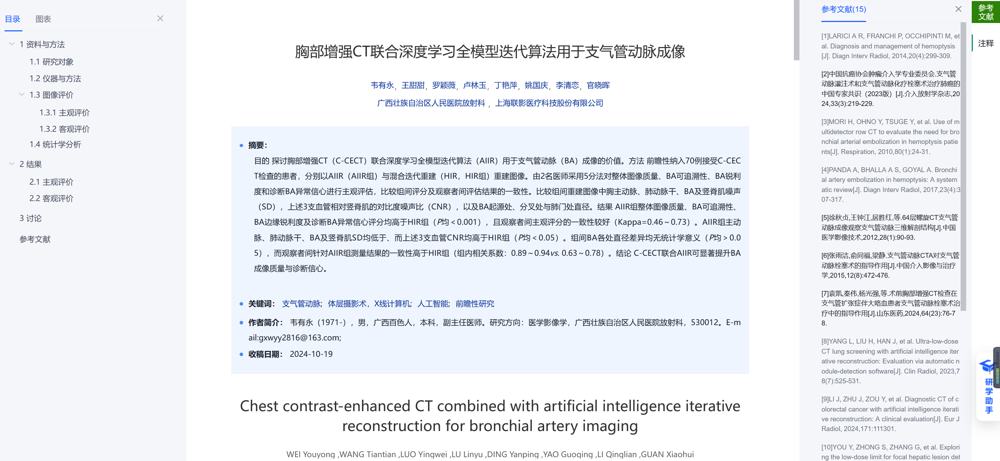 目录 图表
1 资料与方法
1.1 研究对象
1.2 仪器与方法
1.3 图像评价
1.3.1 主观评价
1.3.2 客观评价
1.4 统计学分析
2 结果
2.1 主观评价
2.2 客观评价
3 讨论
参考文献
胸部增强CT联合深度学习全模型迭代算法用于支气管动脉成像
韦有永, 王甜甜, 罗颖薇, 卢林玉, 丁艳萍, 姚国庆, 李清恋, 官晓晖
广西壮族自治区人民医院放射科 , 上海联影医疗科技股份有限公司
摘要：
目的 探讨胸部增强CT（C-CECT）联合深度学习全模型迭代算法（AIIR）用于支气管动脉（BA）成像的价值。方法 前瞻性纳入70例接受C-CEC
T检查的患者，分别以AIIR（AIIR组）与混合迭代重建（HIR，HIR组）重建图像。由2名医师采用5分法对整体图像质量、BA可追溯性、BA锐利
度和诊断BA异常信心进行主观评估，比较组间评分及观察者间评估结果的一致性。比较组间重建图像中胸主动脉、肺动脉干、BA及竖脊肌噪声
（SD），上述3支血管相对竖脊肌的对比度噪声比（CNR），以及BA起源处、分叉处与肺门处直径。结果 AIIR组整体图像质量、BA可追溯性、
BA边缘锐利度及诊断BA异常信心评分均高于HIR组（P均＜0.001），且观察者间主观评分的一致性较好（Kappa=0.46～0.73）。AIIR组主动
脉、肺动脉干、BA及竖脊肌SD均低于、而上述3支血管CNR均高于HIR组（P均＜0.05）。组间BA各处直径差异均无统计学意义（P均＞0.0
5），而观察者间针对AIIR组测量结果的一致性高于HIR组（组内相关系数：0.89～0.94vs. 0.63～0.78）。结论 C-CECT联合AIIR可显著提升BA
成像质量与诊断信心。
关键词： 支气管动脉; 体层摄影术，X线计算机; 人工智能; 前瞻性研究
作者简介： 韦有永（1971-），男，广西百色人，本科，副主任医师。研究方向：医学影像学，广西壮族自治区人民医院放射科，530012。E-m
ail:gxwyy2816@163.com;
收稿日期： 2024-10-19
Chest contrast-enhanced CT combined with artificial intelligence iterative
reconstruction for bronchial artery imaging
WEI Youyong ,WANG Tiantian ,LUO Yingwei ,LU Linyu ,DING Yanping ,YAO Guoqing ,LI Qinglian ,GUAN Xiaohui
参考文献(15)
[1]LARICI A R, FRANCHI P, OCCHIPINTI M, et
al. Diagnosis and management of hemoptysis
[J]. Diagn Interv Radiol, 2014,20(4):299-309.
[2]中国抗癌协会肿瘤介入学专业委员会.支气管
动脉灌注术和支气管动脉化疗栓塞术治疗肺癌的
中国专家共识（2023版）[J].介入放射学杂志,20
24,33(3):219-229.
[3]MORI H, OHNO Y, TSUGE Y, et al. Use of m
ultidetector row CT to evaluate the need for bro
nchial arterial embolization in hemoptysis patie
nts[J]. Respiration, 2010,80(1):24-31.
[4]PANDA A, BHALLA A S, GOYAL A. Bronchi
al artery embolization in hemoptysis: A system
atic review[J]. Diagn Interv Radiol, 2017,23(4):3
07-317.
[5]徐秋贞,王钟江,居胜红,等.64层螺旋CT支气管
动脉成像观察支气管动脉三维解剖结构[J].中国
医学影像技术,2012,28(1):90-93.
[6]张雨洁,俞同福,梁静.支气管动脉CTA对支气管
动脉栓塞术的指导作用[J].中国介入影像与治疗
学,2015,12(8):472-476.
[7]袁凯,秦伟,杨光强,等.术前胸部增强CT检查在
支气管扩张症伴大咯血患者支气管动脉栓塞术治
疗中的指导作用[J].山东医药,2024,64(23):76-7
8.
[8]YANG L, LIU H, HAN J, et al. Ultra-low-dose
CT lung screening with artificial intelligence iter
ative reconstruction: Evaluation via automatic n
odule-detection software[J]. Clin Radiol, 2023,7
8(7):525-531.
[9]LI J, ZHU J, ZOU Y, et al. Diagnostic CT of c
olorectal cancer with artificial intelligence iterati
ve reconstruction: A clinical evaluation[J]. Eur J
Radiol, 2024,171:111301.
[10]YOU Y, ZHONG S, ZHANG G, et al. Explori
ng the low-dose limit for focal hepatic lesion det
参考
文献
注释
研
学
助
手